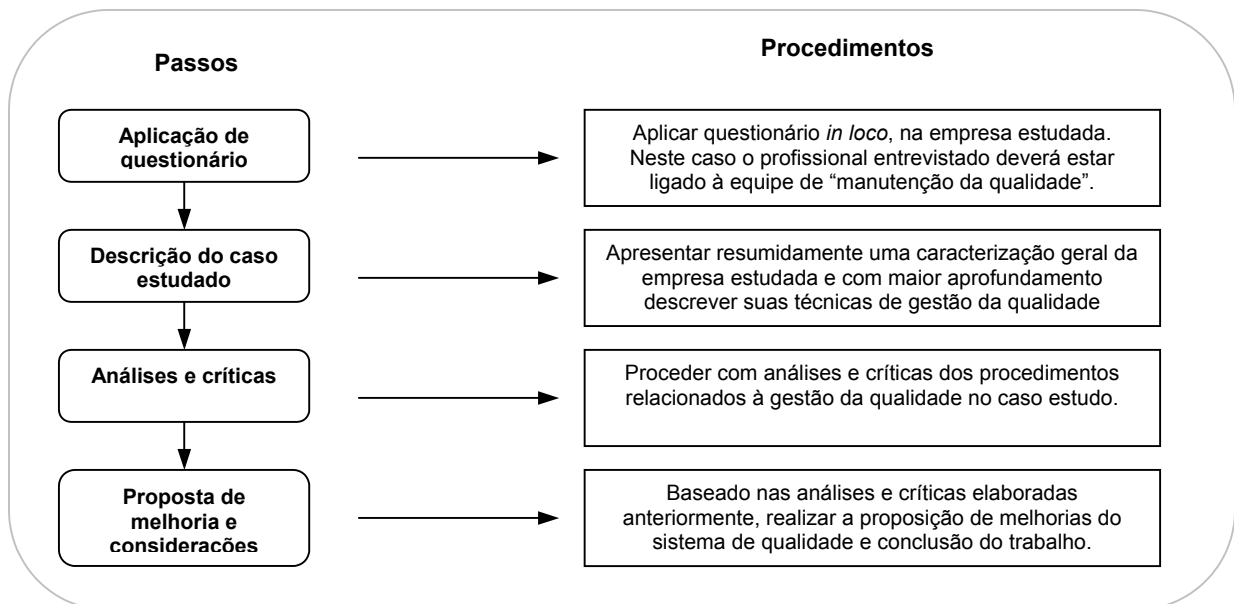 Passos
Procedimentos
Aplicação de
questionário
Aplicar questionário in loco, na empresa estudada.
Neste caso o profissional entrevistado deverá estar
ligado à equipe de “manutenção da qualidade”.
Descrição do caso
estudado
Apresentar resumidamente uma caracterização geral da
empresa estudada e com maior aprofundamento
descrever suas técnicas de gestão da qualidade
Análises e críticas
Proceder com análises e críticas dos procedimentos
relacionados à gestão da qualidade no caso estudo.
Proposta de
melhoria e
considerações
Baseado nas análises e críticas elaboradas
anteriormente, realizar a proposição de melhorias do
sistema de qualidade e conclusão do trabalho.